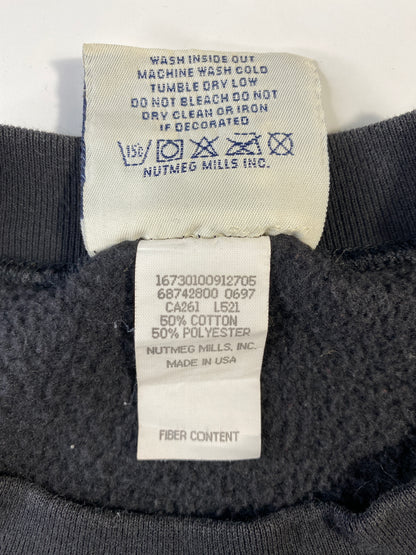 WASH INSIDE OUT
MACHINE WASH COLD
TUMBLE DRY LOW
DO NOT BLEACH DO NOT
DRY CLEAN OR IRON
IF DECORATED
150
NUTMEG MILLS INC.
16730100912705
68742800 0697
CA261 L521
50% COTTON
50% POLYESTER
NUTMEG MILLS, INC.
MADE IN USA
FIBER CONTENT